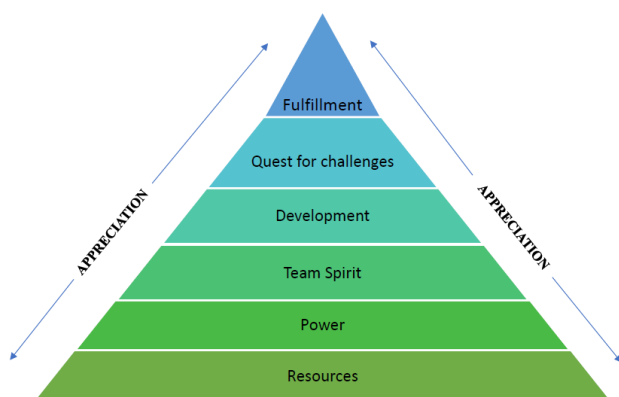 Fulfillment
Quest for challenges
Development
Team Spirit
Power
Resources
APPRECIATION
APPRECIATION